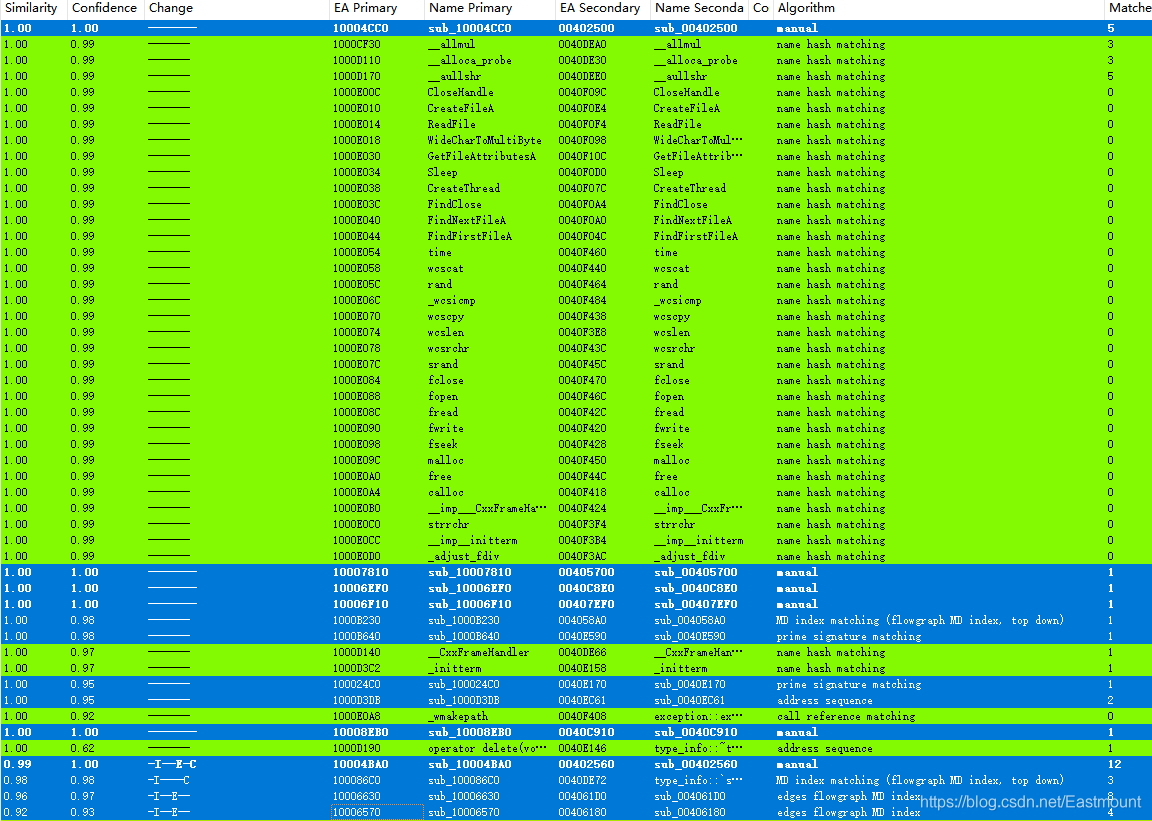 Similarity Confidence Change EA Primary Name Primary EA Secondary Name Seconda Co Algorithm Matche
1.00 1.00 ------- 10004CC0 sub_10004CC0 00402500 sub_00402500 manual 5
1.00 0.99 ------- 1000CF30 __allmul 0040DEA0 __allmul name hash matching 3
1.00 0.99 ------- 1000D110 __alloca_probe 0040DE30 __alloca_probe name hash matching 3
1.00 0.99 ------- 1000D170 __aullshr 0040DEE0 __aullshr name hash matching 5
1.00 0.99 ------- 1000E00C CloseHandle 0040F09C CloseHandle name hash matching 0
1.00 0.99 ------- 1000E010 CreateFileA 0040F0E4 CreateFileA name hash matching 0
1.00 0.99 ------- 1000E014 ReadFile 0040F0F4 ReadFile name hash matching 0
1.00 0.99 ------- 1000E018 WideCharToMultiByte 0040F098 WideCharToMul… name hash matching 0
1.00 0.99 ------- 1000E030 GetFileAttributesA 0040F10C GetFileAttrib… name hash matching 0
1.00 0.99 ------- 1000E034 Sleep 0040F0D0 Sleep name hash matching 0
1.00 0.99 ------- 1000E038 CreateThread 0040F07C CreateThread name hash matching 0
1.00 0.99 ------- 1000E03C FindClose 0040F0A4 FindClose name hash matching 0
1.00 0.99 ------- 1000E040 FindNextFileA 0040F0A0 FindNextFileA name hash matching 0
1.00 0.99 ------- 1000E044 FindFirstFileA 0040F04C FindFirstFileA name hash matching 0
1.00 0.99 ------- 1000E054 time 0040F460 time name hash matching 0
1.00 0.99 ------- 1000E058 wcscat 0040F440 wcscat name hash matching 0
1.00 0.99 ------- 1000E05C rand 0040F464 rand name hash matching 0
1.00 0.99 ------- 1000E06C _wcsicmp 0040F484 _wcsicmp name hash matching 0
1.00 0.99 ------- 1000E070 wcscpy 0040F438 wcscpy name hash matching 0
1.00 0.99 ------- 1000E074 wcslen 0040F3E8 wcslen name hash matching 0
1.00 0.99 ------- 1000E078 wcsrchr 0040F43C wcsrchr name hash matching 0
1.00 0.99 ------- 1000E07C srand 0040F45C srand name hash matching 0
1.00 0.99 ------- 1000E084 fclose 0040F470 fclose name hash matching 0
1.00 0.99 ------- 1000E088 fopen 0040F46C fopen name hash matching 0
1.00 0.99 ------- 1000E08C fread 0040F42C fread name hash matching 0
1.00 0.99 ------- 1000E090 fwrite 0040F420 fwrite name hash matching 0
1.00 0.99 ------- 1000E098 fseek 0040F428 fseek name hash matching 0
1.00 0.99 ------- 1000E09C malloc 0040F450 malloc name hash matching 0
1.00 0.99 ------- 1000E0A0 free 0040F44C free name hash matching 0
1.00 0.99 ------- 1000E0A4 calloc 0040F418 calloc name hash matching 0
1.00 0.99 ------- 1000E0B0 __imp___CxxFrameHa… 0040F424 __imp___CxxFr… name hash matching 0
1.00 0.99 ------- 1000E0C0 strrchr 0040F3F4 strrchr name hash matching 0
1.00 0.99 ------- 1000E0CC __imp__initterm 0040F3B4 __imp__initterm name hash matching 0
1.00 0.99 ------- 1000E0D0 _adjust_fdiv 0040F3AC _adjust_fdiv name hash matching 0
1.00 1.00 ------- 10007810 sub_10007810 00405700 sub_00405700 manual 1
1.00 1.00 ------- 10006EF0 sub_10006EF0 0040C8E0 sub_0040C8E0 manual 1
1.00 1.00 ------- 10006F10 sub_10006F10 00407EF0 sub_00407EF0 manual 1
1.00 0.98 ------- 1000B230 sub_1000B230 004058A0 sub_004058A0 MD index matching (flowgraph MD index, top down) 1
1.00 0.98 ------- 1000B640 sub_1000B640 0040E590 sub_0040E590 prime signature matching 1
1.00 0.97 ------- 1000D140 __CxxFrameHandler 0040DE66 __CxxFrameHan… name hash matching 1
1.00 0.97 ------- 1000D3C2 _initterm 0040E158 _initterm name hash matching 1
1.00 0.95 ------- 100024C0 sub_100024C0 0040E170 sub_0040E170 prime signature matching 1
1.00 0.95 ------- 1000D3DB sub_1000D3DB 0040EC61 sub_0040EC61 address sequence 2
1.00 0.92 ------- 1000E0A8 _wmakepath 0040F408 exception::ex… call reference matching 0
1.00 1.00 ------- 10008EB0 sub_10008EB0 0040C910 sub_0040C910 manual 1
1.00 0.62 ------- 1000D190 operator delete(vo… 0040E146 type_info::~t… address sequence 1
0.99 1.00 -I--E-C 10004BA0 sub_10004BA0 00402560 sub_00402560 manual 12
0.98 0.98 -I----C 100086C0 sub_100086C0 0040DE72 type_info::`s… MD index matching (flowgraph MD index, top down) 3
0.96 0.97 -I--E-- 10006630 sub_10006630 004061D0 sub_004061D0 edges flowgraph MD index 8
0.92 0.93 -I--E-- 10006570 sub_10006570 00406180 sub_00406180 edges flowgraph MD index 4
https://blog.csdn.net/Eastmount